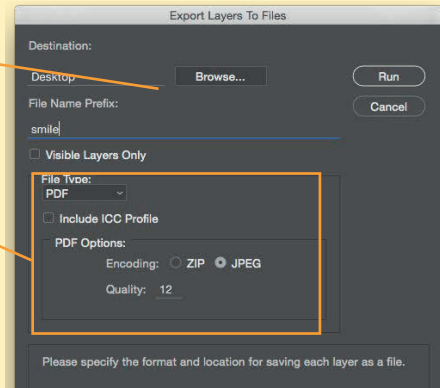 Export Layers To Files
Destination:
Desktop Browse... Run
File Name Prefix: Cancel
smile
Visible Layers Only
File Type:
PDF
Include ICC Profile
PDF Options:
Encoding: ZIP JPEG
Quality: 12
Please specify the format and location for saving each layer as a file.